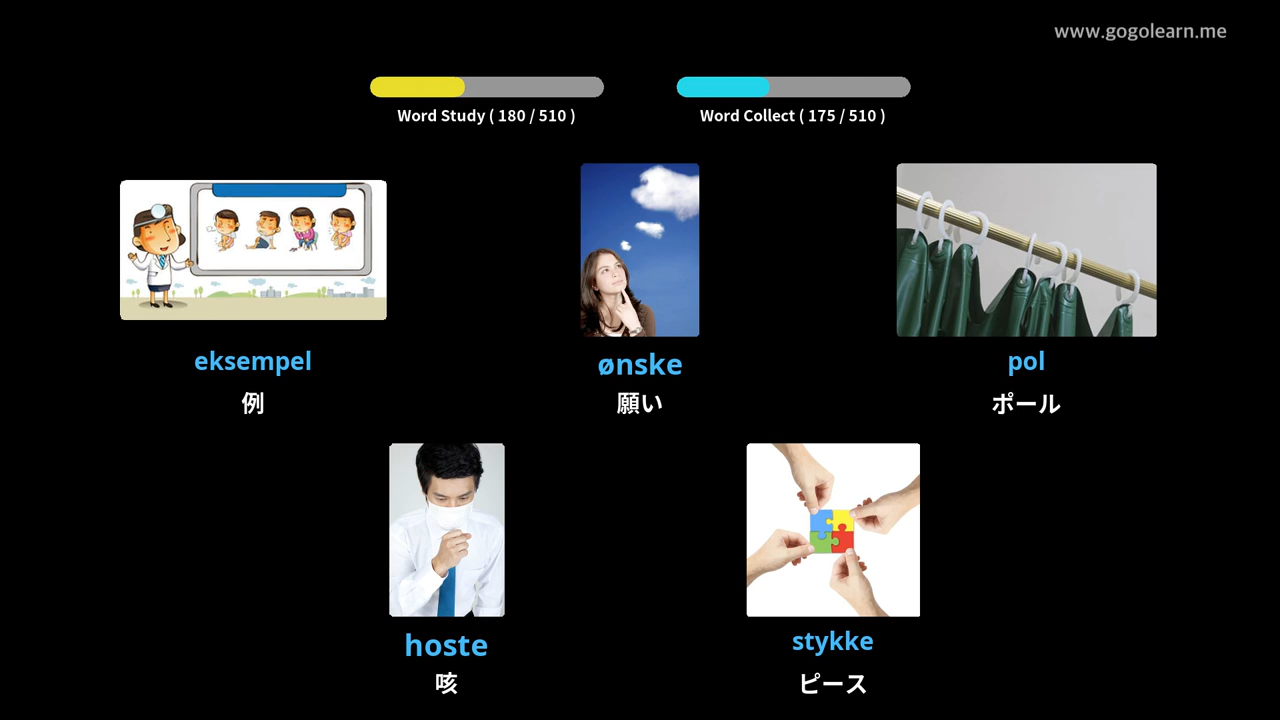 www.gogolearn.me
Word Study ( 180 / 510 )
Word Collect ( 175 / 510 )
eksempel
例
ønske
願い
pol
ポール
hoste
咳
stykke
ピース